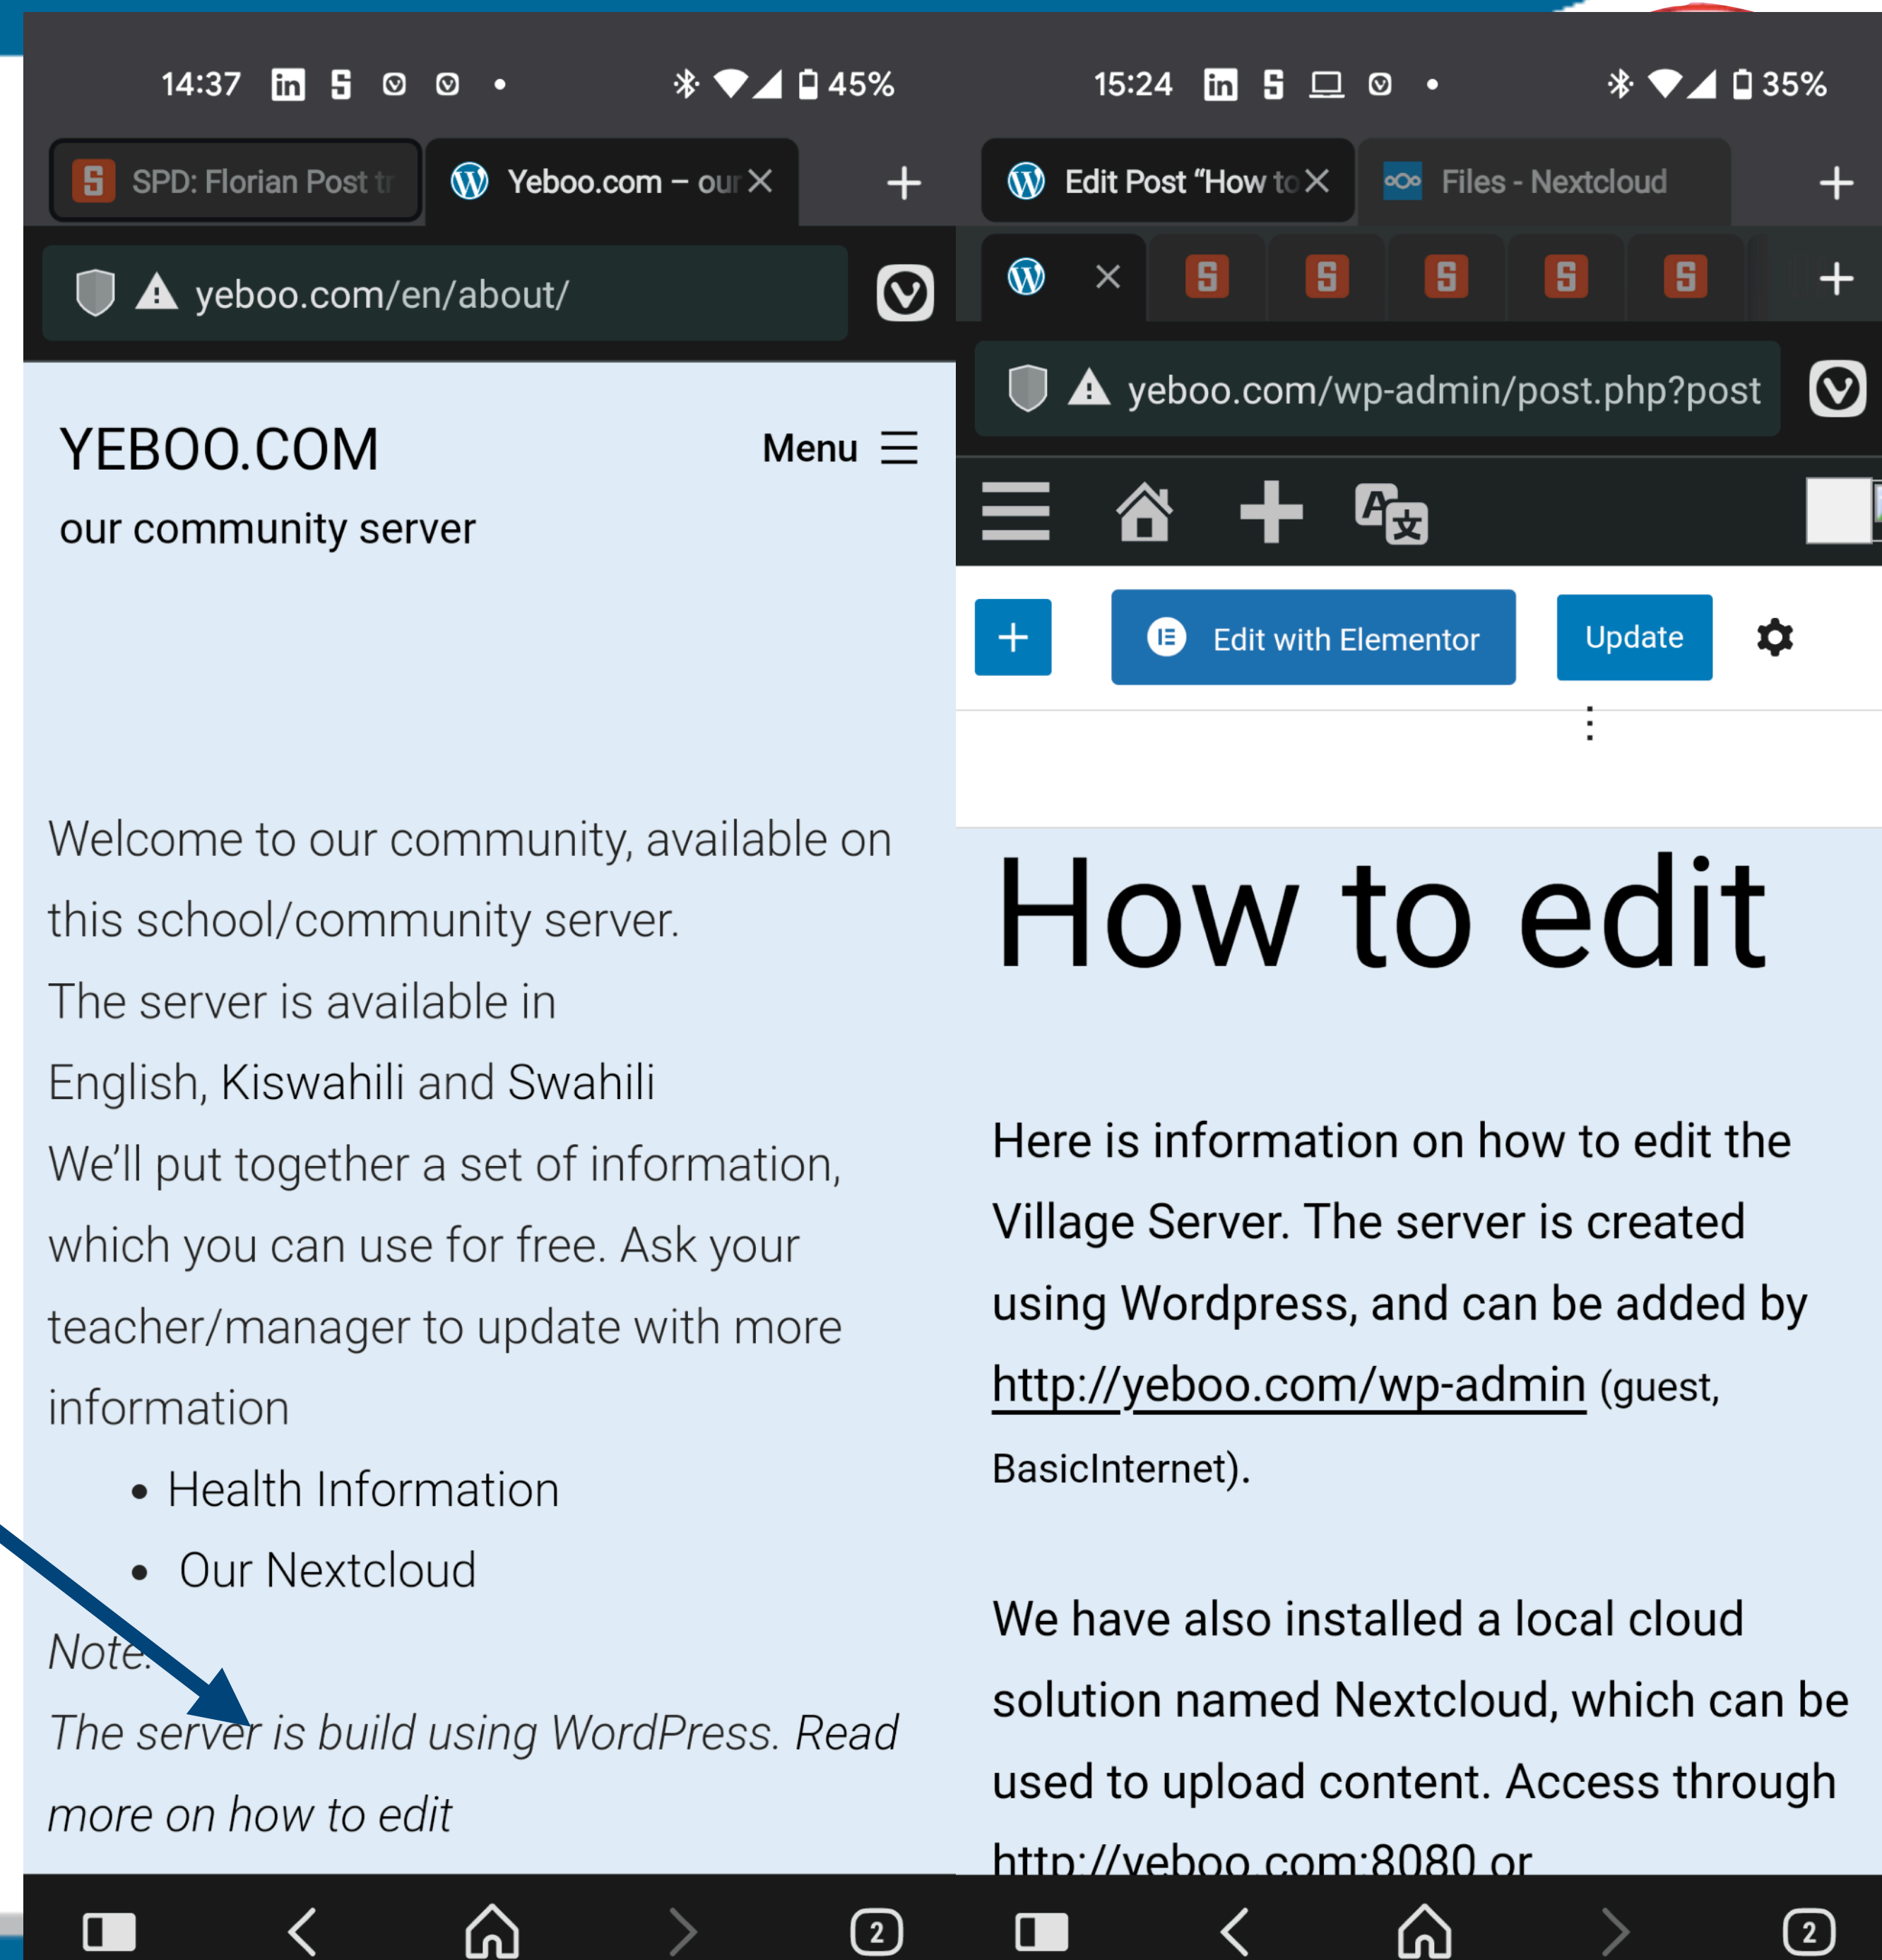 14:37 45%
SPD: Florian Post tr
Yeboo.com – our
yeboo.com/en/about/
YEBOO.COM
Menu
our community server
Welcome to our community, available on
this school/community server.
The server is available in
English, Kiswahili and Swahili
We'll put together a set of information,
which you can use for free. Ask your
teacher/manager to update with more
information
• Health Information
• Our Nextcloud
Note:
The server is build using WordPress. Read
more on how to edit
2
15:24 35%
Edit Post “How to
Files - Nextcloud
yeboo.com/wp-admin/post.php?post
Edit with Elementor
Update
How to edit
Here is information on how to edit the
Village Server. The server is created
using Wordpress, and can be added by
http://yeboo.com/wp-admin (guest,
BasicInternet).
We have also installed a local cloud
solution named Nextcloud, which can be
used to upload content. Access through
http://yeboo.com:8080 or
2